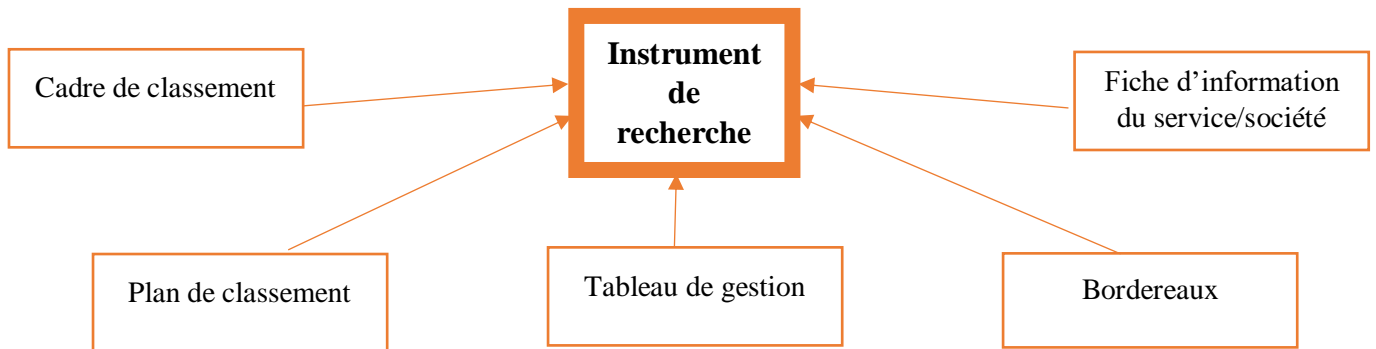 Instrument
de
recherche
Cadre de classement
Fiche d’information
du service/société
Plan de classement
Tableau de gestion
Bordereaux